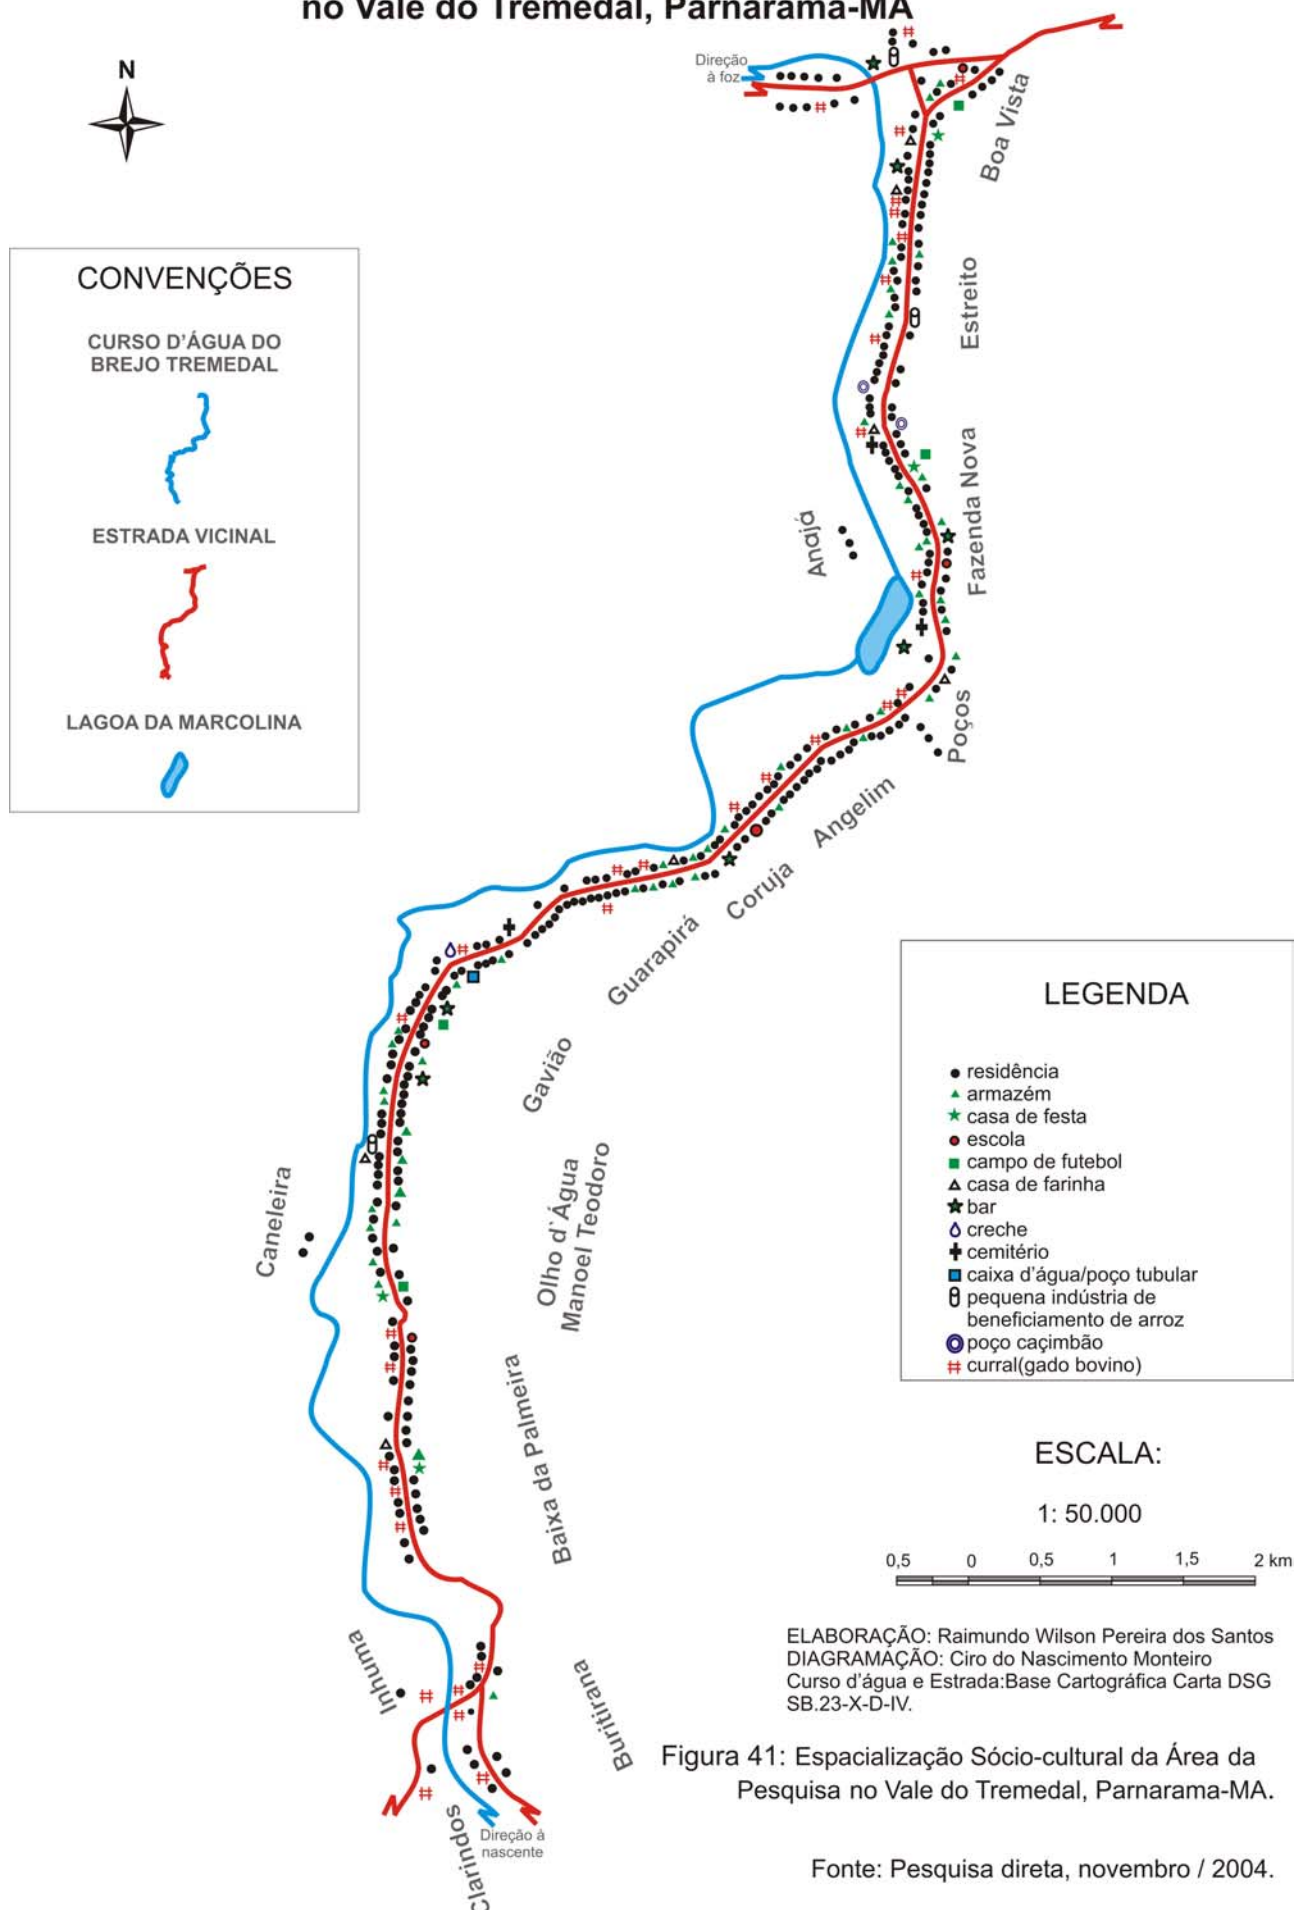 no Vale do Tremedal, Parnarama-MA
N
Direção
à foz
Boa Vista
CONVENÇÕES
CURSO D'ÁGUA DO
BREJO TREMEDAL
ESTRADA VICINAL
LAGOA DA MARCOLINA
Estreito
Fazenda Nova
Anajá
Poços
Angelim
Coruja
Guarapirá
Gavião
Caneleira
Olho d`Água
Manoel Teodoro
Baixa da Palmeira
Inhuma
Buritirana
Clarindos
Direção à
nascente
LEGENDA
residência
armazém
casa de festa
escola
campo de futebol
casa de farinha
bar
creche
cemitério
caixa d'água/poço tubular
pequena indústria de
beneficiamento de arroz
poço caçimbão
curral(gado bovino)
ESCALA:
1: 50.000
0,5 0 0,5 1 1,5 2 km
ELABORAÇÃO: Raimundo Wilson Pereira dos Santos
DIAGRAMAÇÃO: Ciro do Nascimento Monteiro
Curso d'água e Estrada:Base Cartográfica Carta DSG
SB.23-X-D-IV.
Figura 41: Espacialização Sócio-cultural da Área da
Pesquisa no Vale do Tremedal, Parnarama-MA.
Fonte: Pesquisa direta, novembro / 2004.